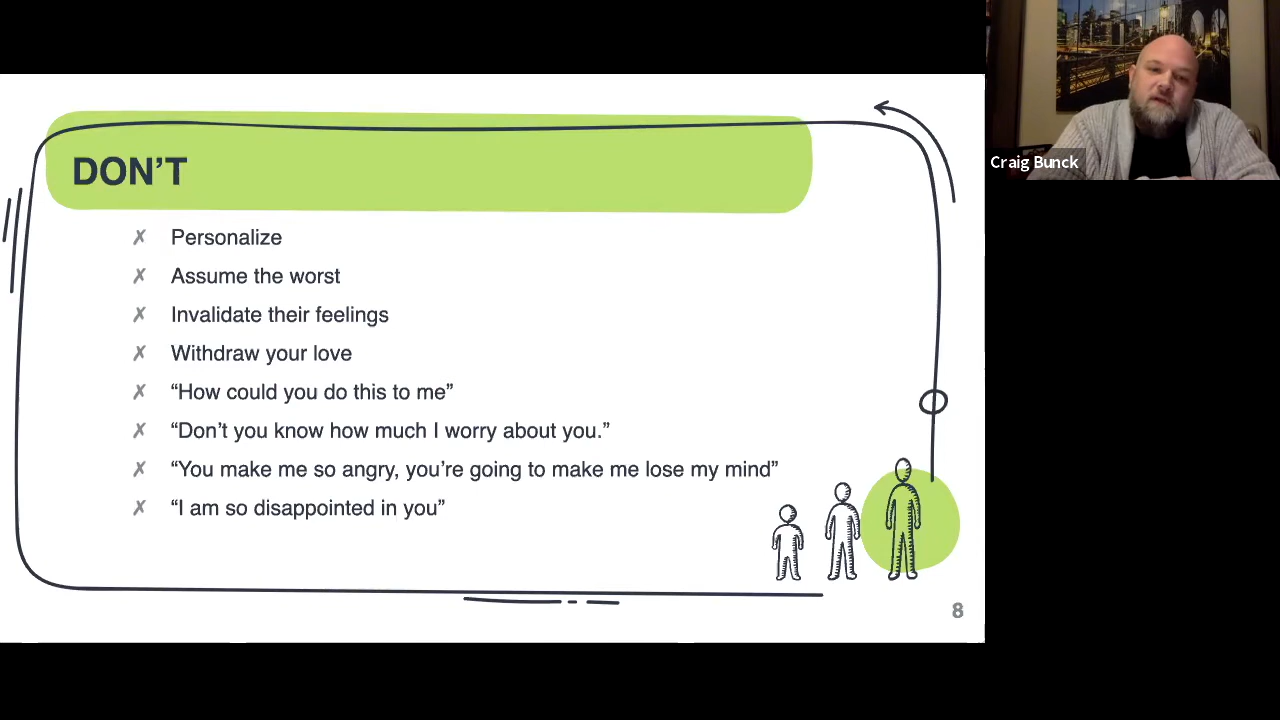 DON’T
✗ Personalize
✗ Assume the worst
✗ Invalidate their feelings
✗ Withdraw your love
✗ “How could you do this to me”
✗ “Don’t you know how much I worry about you.”
✗ “You make me so angry, you’re going to make me lose my mind”
✗ “I am so disappointed in you”
8
Craig Bunck